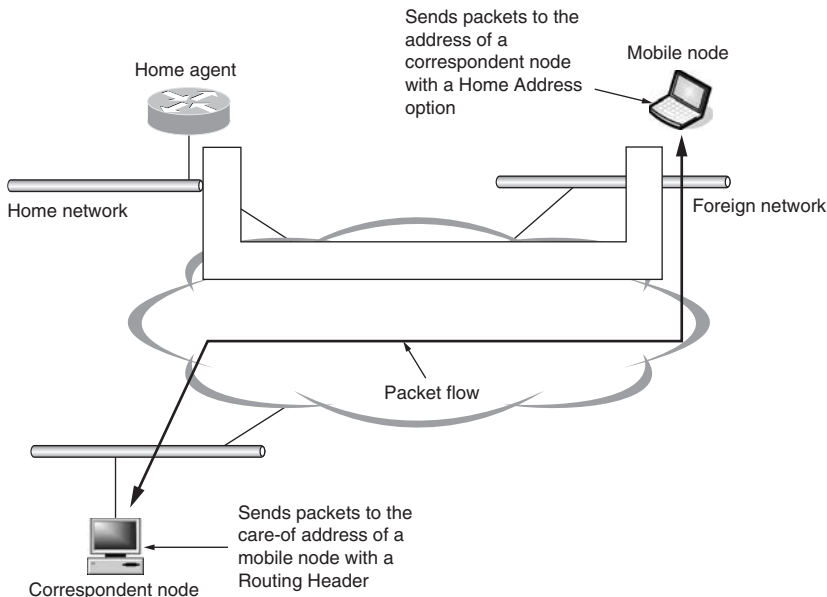 Sends packets to the
address of a
correspondent node
with a Home Address
option
Mobile node
Home agent
Home network
Foreign network
Packet flow
Sends packets to the
care-of address of a
mobile node with a
Routing Header
Correspondent node